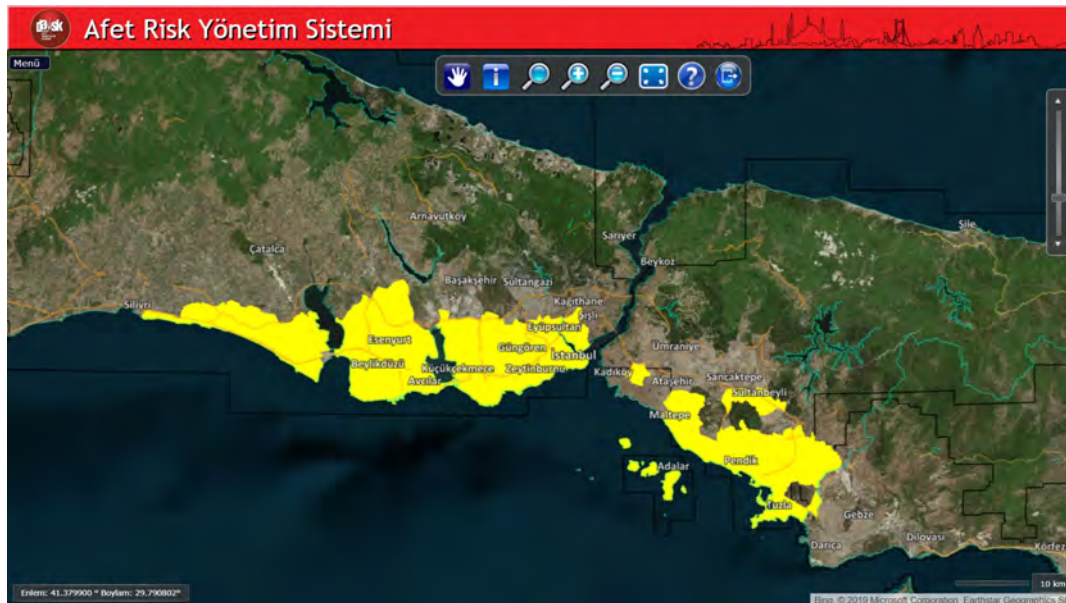 DASK
Afet Risk Yönetim Sistemi
Menü
Arnavutköy
Sarıyer
Şile
Çatalca
Beykoz
Başakşehir
Sultangazi
Kağıthane
Silivri
Şişli
Eyüpsultan
Esenyurt
Güngören
İstanbul
Ümraniye
Beylikdüzü
Küçükçekmece
Zeytinburnu
Kadıköy
Ataşehir
Sancaktepe
Avcılar
Sultanbeyli
Maltepe
Pendik
Adalar
Tuzla
Gebze
Darıca
Dilovası
Körfez
10 km
Enlem: 41.379900 ° Boylam: 29.790802°
Bing © 2019 Microsoft Corporation, Earthstar Geographics